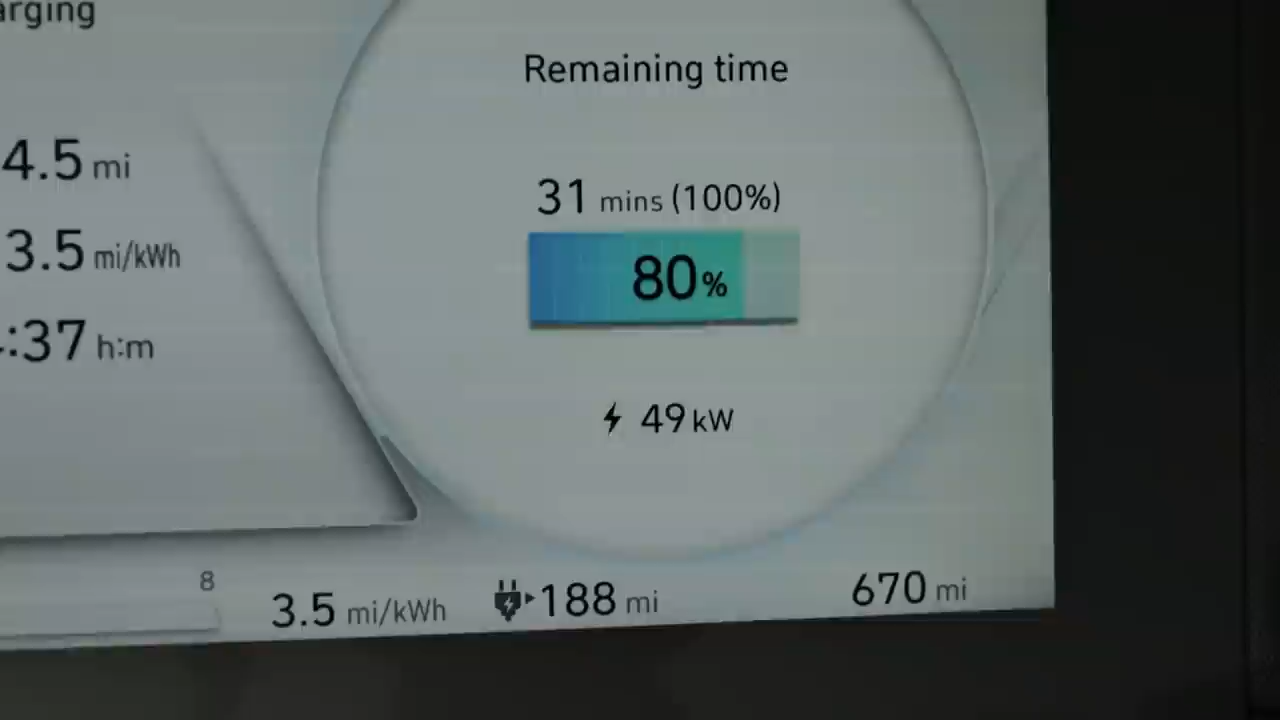 Remaining time
4.5 mi
31 mins (100%)
3.5 mi/kWh
80%
:37 h:m
49 kW
8
3.5 mi/kWh
188 mi
670 mi